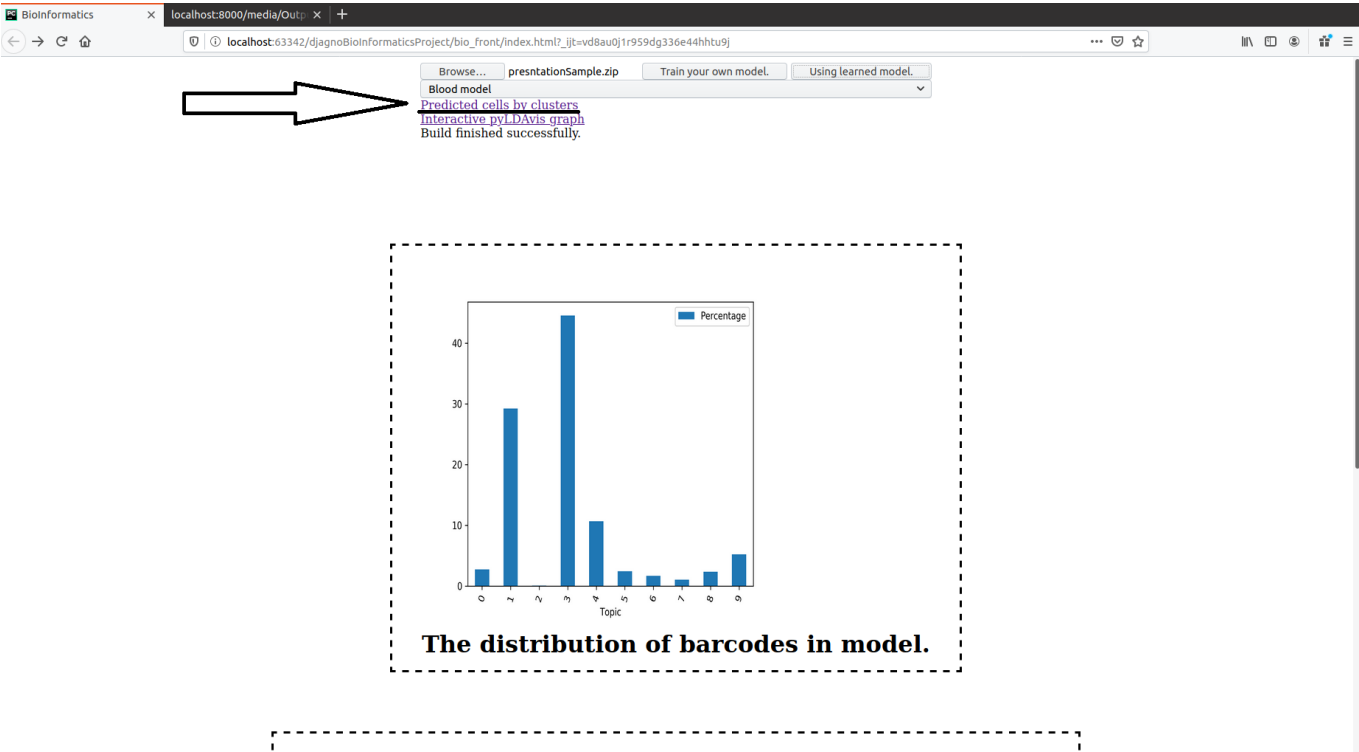 BioInformatics
localhost:8000/media/Outp
localhost:63342/djagnoBioInformaticsProject/bio_front/index.html?_ijt=vd8au0j1r959dg336e44hhtu9j
Browse… presntationSample.zip Train your own model. Using learned model.
Blood model
Predicted cells by clusters
Interactive pyLDAvis graph
Build finished successfully.
Percentage
40
30
20
10
0
0 1 2 3 4 5 6 7 8 9
Topic
The distribution of barcodes in model.